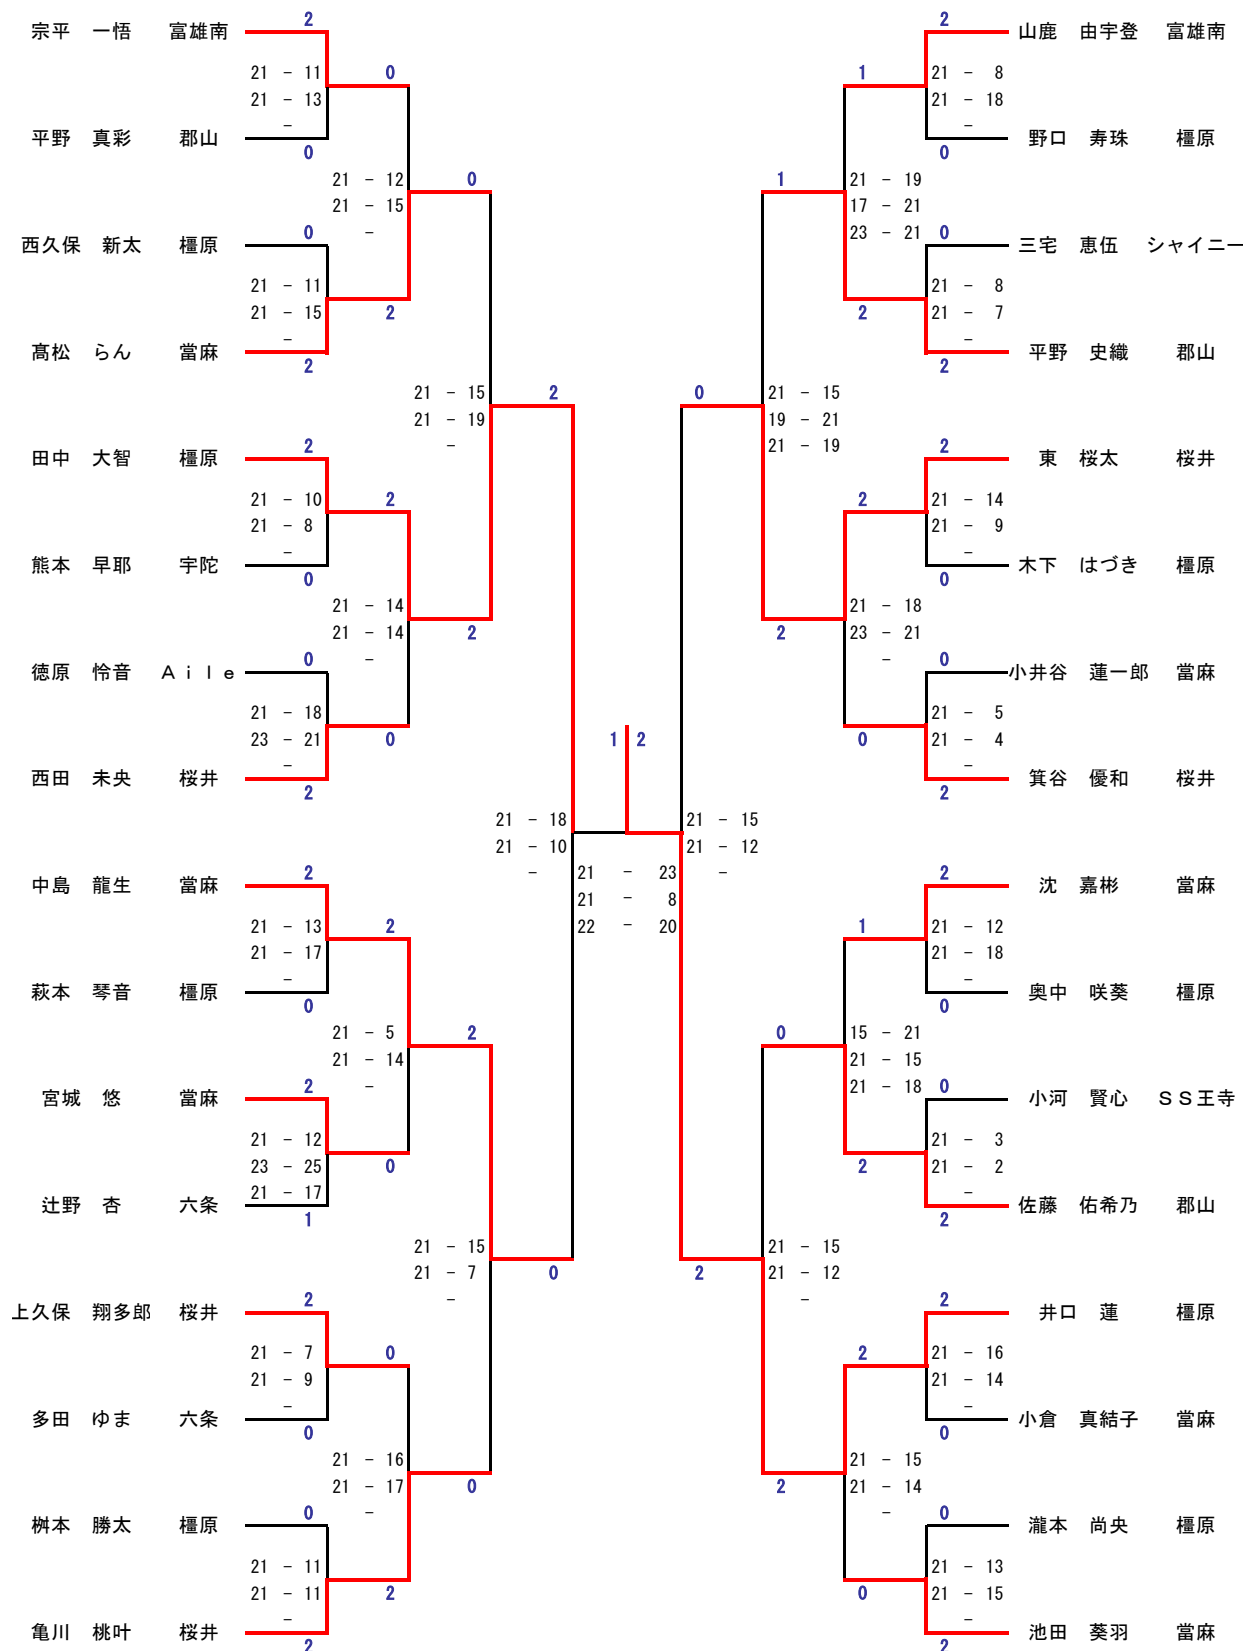 宗平 一悟 富雄南
2
21 - 11
21 - 13
-
0
平野 真彩 郡山
0
0
21 - 12
21 - 15
-
西久保 新太 橿原
0
21 - 11
21 - 15
-
2
髙松 らん 當麻
2
21 - 15
21 - 19
-
2
田中 大智 橿原
2
21 - 10
21 - 8
-
0
熊本 早耶 宇陀
2
21 - 14
21 - 14
-
2
徳原 怜音 Aile
0
21 - 18
23 - 21
-
0
西田 未央 桜井
2
21 - 18
21 - 10
-
中島 龍生 當麻
2
21 - 13
21 - 17
-
0
萩本 琴音 橿原
2
21 - 5
21 - 14
-
2
宮城 悠 當麻
2
21 - 12
23 - 25
21 - 17
0
辻野 杏 六条
1
21 - 15
21 - 7
-
0
上久保 翔多郎 桜井
2
21 - 7
21 - 9
-
0
多田 ゆま 六条
0
21 - 16
21 - 17
-
0
桝本 勝太 橿原
0
21 - 11
21 - 11
-
2
亀川 桃叶 桜井
2
1 2
21 - 23
21 - 8
22 - 20
山鹿 由宇登 富雄南
2
1
21 - 8
21 - 18
-
0
野口 寿珠 橿原
1
21 - 19
17 - 21
23 - 21
三宅 恵伍 シャイニー
0
21 - 8
21 - 7
-
2
平野 史織 郡山
2
0
21 - 15
19 - 21
21 - 19
東 桜太 桜井
2
2
21 - 14
21 - 9
-
木下 はづき 橿原
0
21 - 18
23 - 21
-
2
小井谷 蓮一郎 當麻
0
21 - 5
21 - 4
-
0
箕谷 優和 桜井
2
21 - 15
21 - 12
-
沈 嘉彬 當麻
2
1
21 - 12
21 - 18
-
奥中 咲葵 橿原
0
0
15 - 21
21 - 15
21 - 18
小河 賢心 SS王寺
0
21 - 3
21 - 2
-
2
佐藤 佑希乃 郡山
2
2
21 - 15
21 - 12
-
井口 蓮 橿原
2
2
21 - 16
21 - 14
-
小倉 真結子 當麻
0
21 - 15
21 - 14
-
2
瀧本 尚央 橿原
0
21 - 13
21 - 15
-
0
池田 葵羽 當麻
2